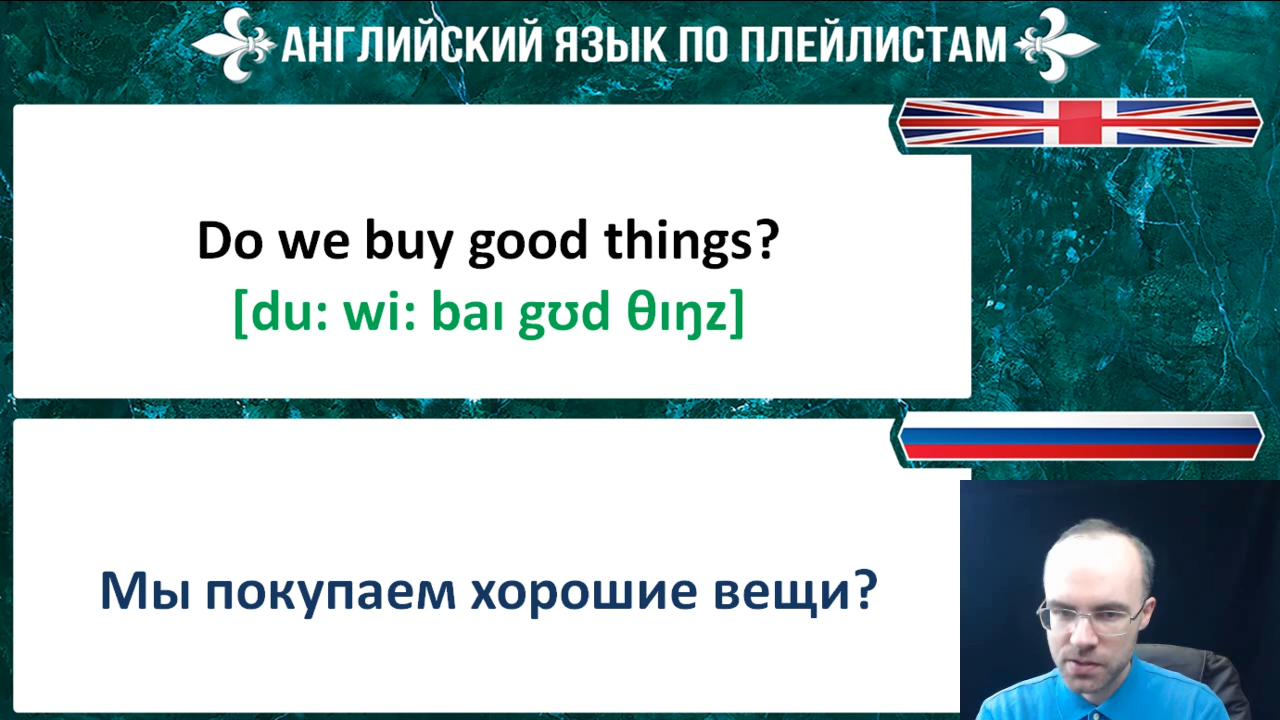 АНГЛИЙСКИЙ ЯЗЫК ПО ПЛЕЙЛИСТАМ
Do we buy good things?
[du: wi: baı gʊd θıŋz]
Мы покупаем хорошие вещи?